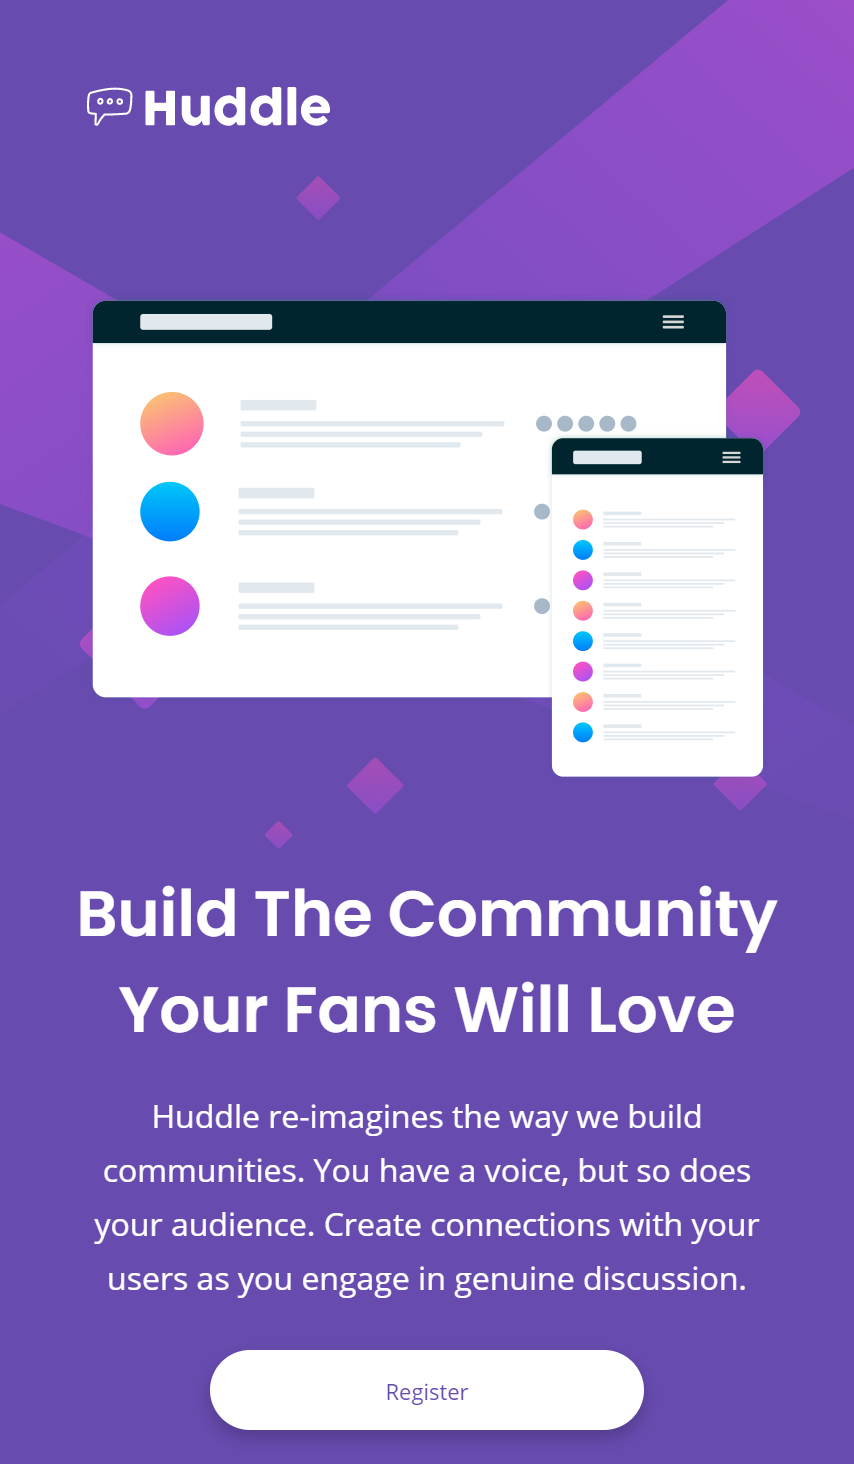 Huddle
Build The Community
Your Fans Will Love
Huddle re-imagines the way we build
communities. You have a voice, but so does
your audience. Create connections with your
users as you engage in genuine discussion.
Register